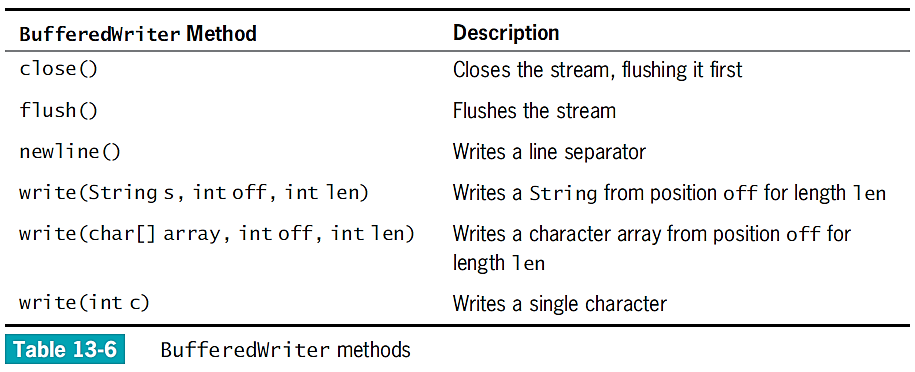 BufferedWriter Method Description
close() Closes the stream, flushing it first
flush() Flushes the stream
newline() Writes a line separator
write(String s, int off, int len) Writes a String from position off for length len
write(char[] array, int off, int len) Writes a character array from position off for
length len
write(int c) Writes a single character
Table 13-6 BufferedWriter methods